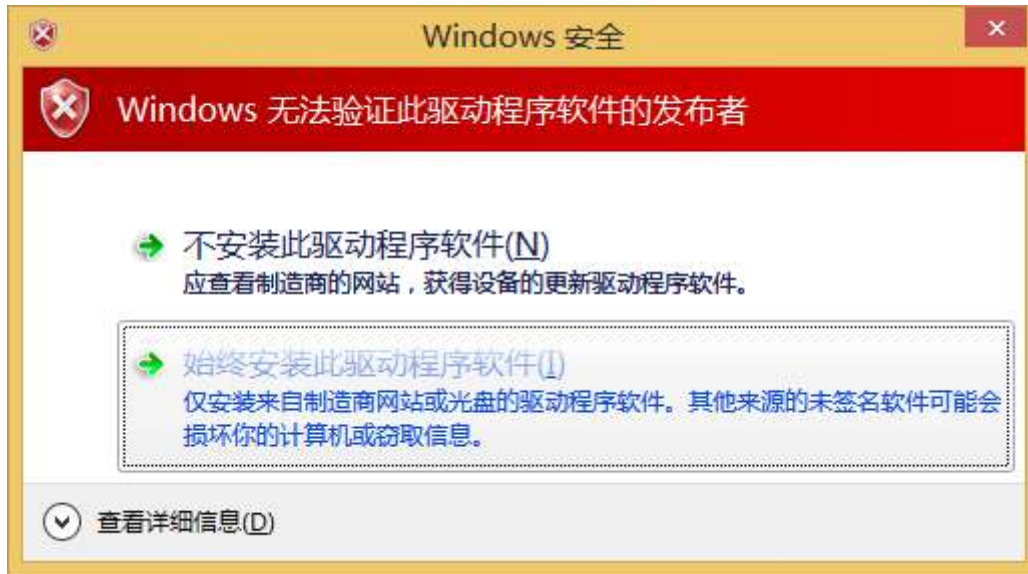 Windows 安全
Windows 无法验证此驱动程序软件的发布者
不安装此驱动程序软件(N)
应查看制造商的网站，获得设备的更新驱动程序软件。
始终安装此驱动程序软件(I)
仅安装来自制造商网站或光盘的驱动程序软件。其他来源的未签名软件可能会
损坏你的计算机或窃取信息。
查看详细信息(D)